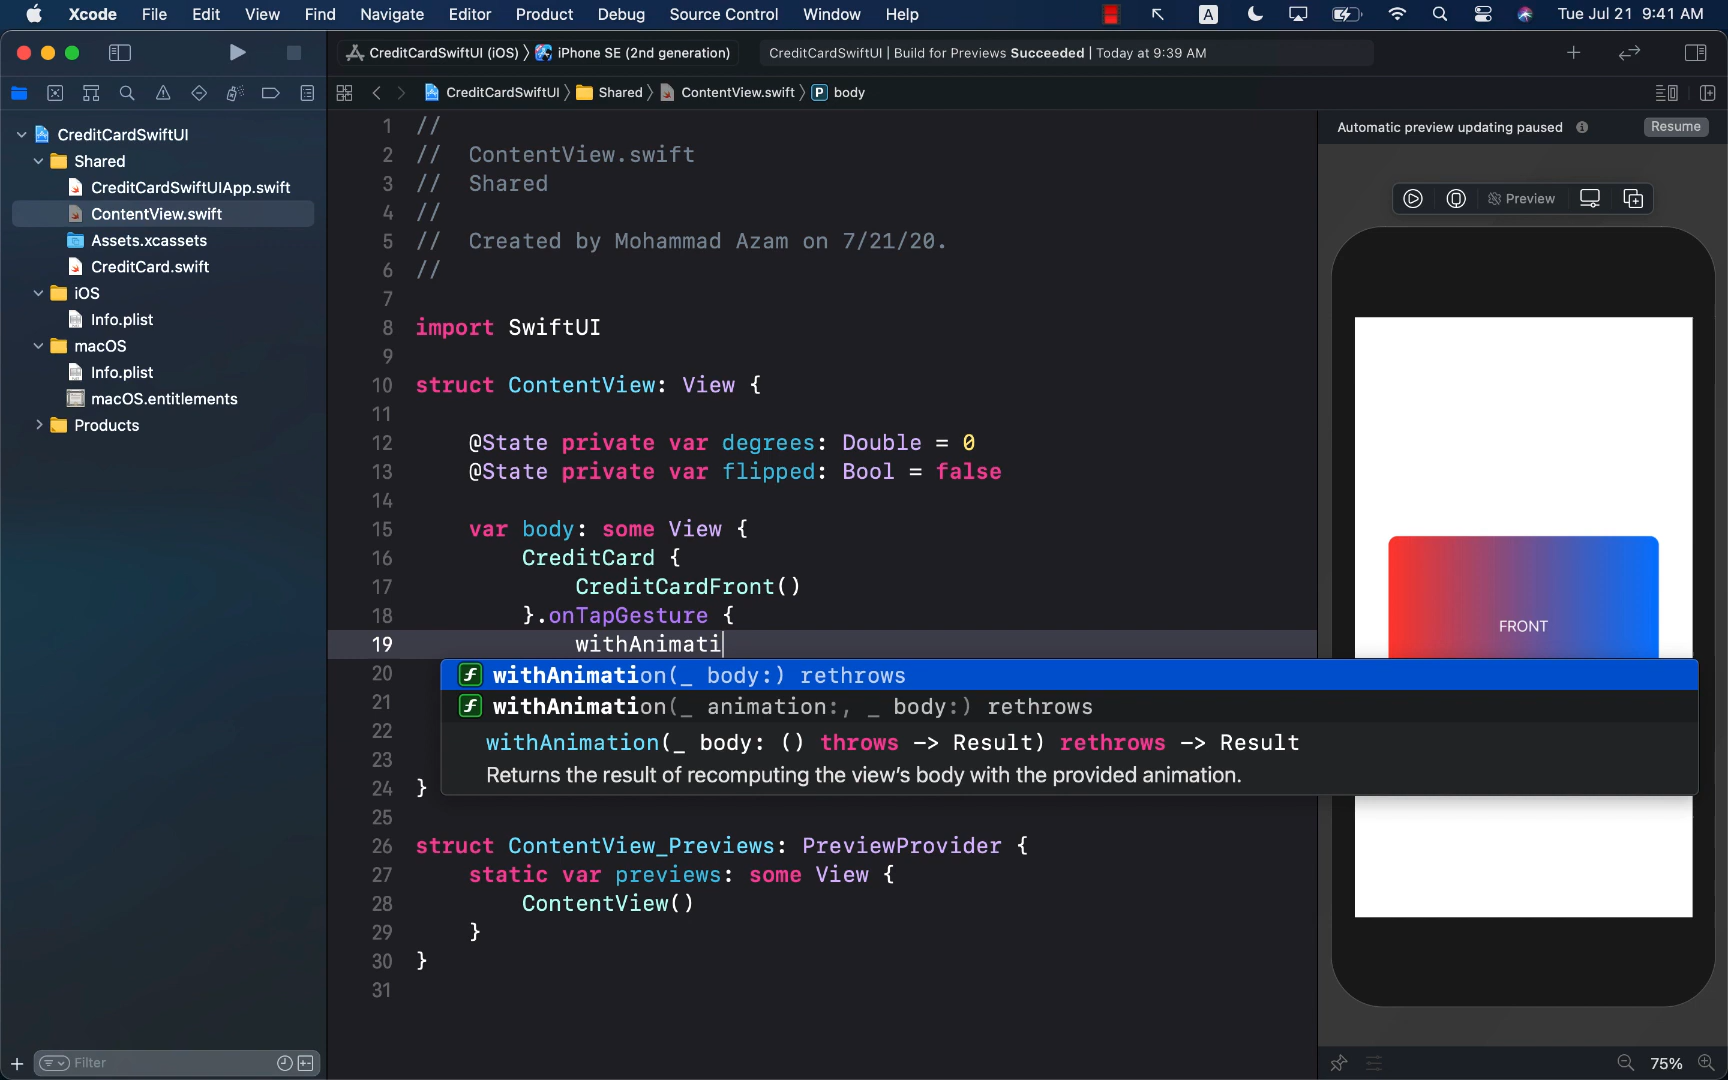 Xcode File Edit View Find Navigate Editor Product Debug Source Control Window Help A Tue Jul 21 9:41 AM
CreditCardSwiftUI (iOS) iPhone SE (2nd generation) CreditCardSwiftUI | Build for Previews Succeeded | Today at 9:39 AM
CreditCardSwiftUI Shared ContentView.swift P body
CreditCardSwiftUI
Shared
CreditCardSwiftUIApp.swift
ContentView.swift
Assets.xcassets
CreditCard.swift
iOS
Info.plist
macOS
Info.plist
macOS.entitlements
Products
Filter
1 //
2 //  ContentView.swift
3 //  Shared
4 //
5 //  Created by Mohammad Azam on 7/21/20.
6 //
7
8 import SwiftUI
9
10 struct ContentView: View {
11
12     @State private var degrees: Double = 0
13     @State private var flipped: Bool = false
14
15     var body: some View {
16         CreditCard {
17             CreditCardFront()
18         }.onTapGesture {
19             withAnimati
20
21
22
23
24 }
25
26 struct ContentView_Previews: PreviewProvider {
27     static var previews: some View {
28         ContentView()
29     }
30 }
31
f withAnimation(_ body:) rethrows
f withAnimation(_ animation:, _ body:) rethrows
withAnimation(_ body: () throws -> Result) rethrows -> Result
Returns the result of recomputing the view's body with the provided animation.
Automatic preview updating paused Resume
Preview
FRONT
75%